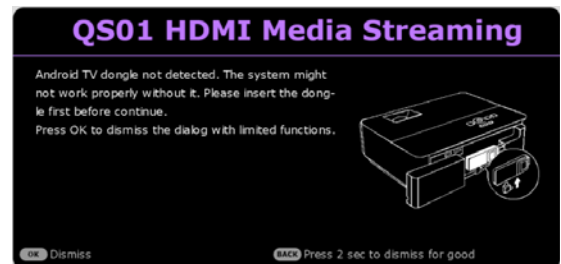 QS01 HDMI Media Streaming
Android TV dongle not detected. The system might
not work properly without it. Please insert the dong-
le first before continue.
Press OK to dismiss the dialog with limited functions.
OK Dismiss
BACK Press 2 sec to dismiss for good